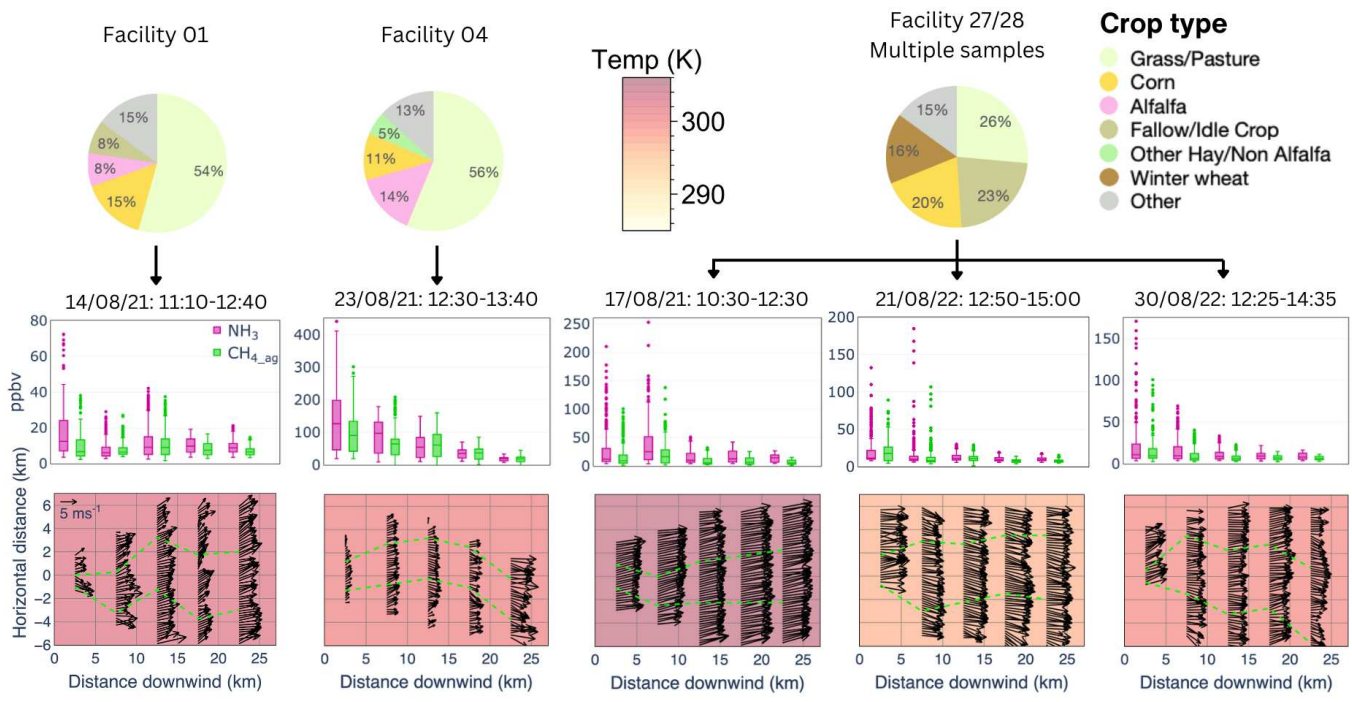 Facility 01
Facility 04
Facility 27/28
Multiple samples
Crop type
Grass/Pasture
Corn
Alfalfa
Fallow/Idle Crop
Other Hay/Non Alfalfa
Winter wheat
Other
Temp (K)
300
290
15%
8%
8%
15%
54%
13%
5%
11%
14%
56%
15%
16%
20%
23%
26%
14/08/21: 11:10-12:40
23/08/21: 12:30-13:40
17/08/21: 10:30-12:30
21/08/22: 12:50-15:00
30/08/22: 12:25-14:35
ppbv
80
60
40
20
0
NH3
CH4_ag
400
300
200
100
0
250
200
150
100
50
0
200
150
100
50
0
150
100
50
0
Horizontal distance (km)
6
4
2
0
−2
−4
−6
5 ms-1
0 5 10 15 20 25
0 5 10 15 20 25
0 5 10 15 20 25
0 5 10 15 20 25
0 5 10 15 20 25
Distance downwind (km)
Distance downwind (km)
Distance downwind (km)
Distance downwind (km)
Distance downwind (km)